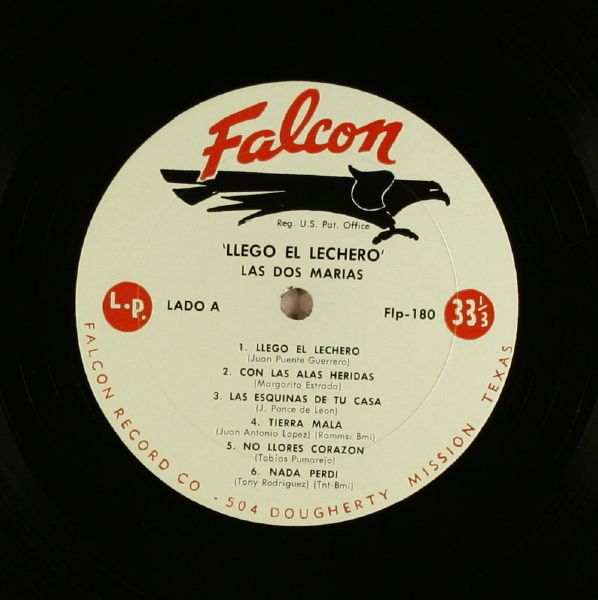 Falcon
Reg. U.S. Pat. Office
'LLEGO EL LECHERO'
LAS DOS MARIAS
L.P.
LADO A
Flp-180
33 1/3
1. LLEGO EL LECHERO
(Juan Puente Guerrero)
2. CON LAS ALAS HERIDAS
(Margarito Estrada)
3. LAS ESQUINAS DE TU CASA
(J. Ponce de Leon)
4. TIERRA MALA
(Juan Antonio Lopez) (Ramms: Bmi)
5. NO LLORES CORAZON
(Tobias Pumarejo)
6. NADA PERDI
(Tony Rodriguez) (Tnt-Bmi)
FALCON RECORD CO - 504 DOUGHERTY MISSION TEXAS